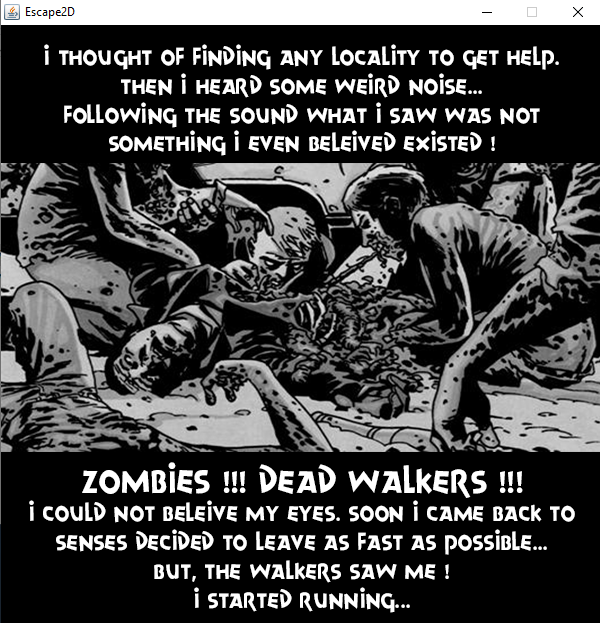 Escape2D
I THOUGHT OF FINDING ANY LOCALITY TO GET HELP.
THEN I HEARD SOME WEIRD NOISE...
FOLLOWING THE SOUND WHAT I SAW WAS NOT
SOMETHING I EVEN BELEIVED EXISTED !
ZOMBIES !!! DEAD WALKERS !!!
I COULD NOT BELEIVE MY EYES. SOON I CAME BACK TO
SENSES DECIDED TO LEAVE AS FAST AS POSSIBLE...
BUT, THE WALKERS SAW ME !
I STARTED RUNNING...